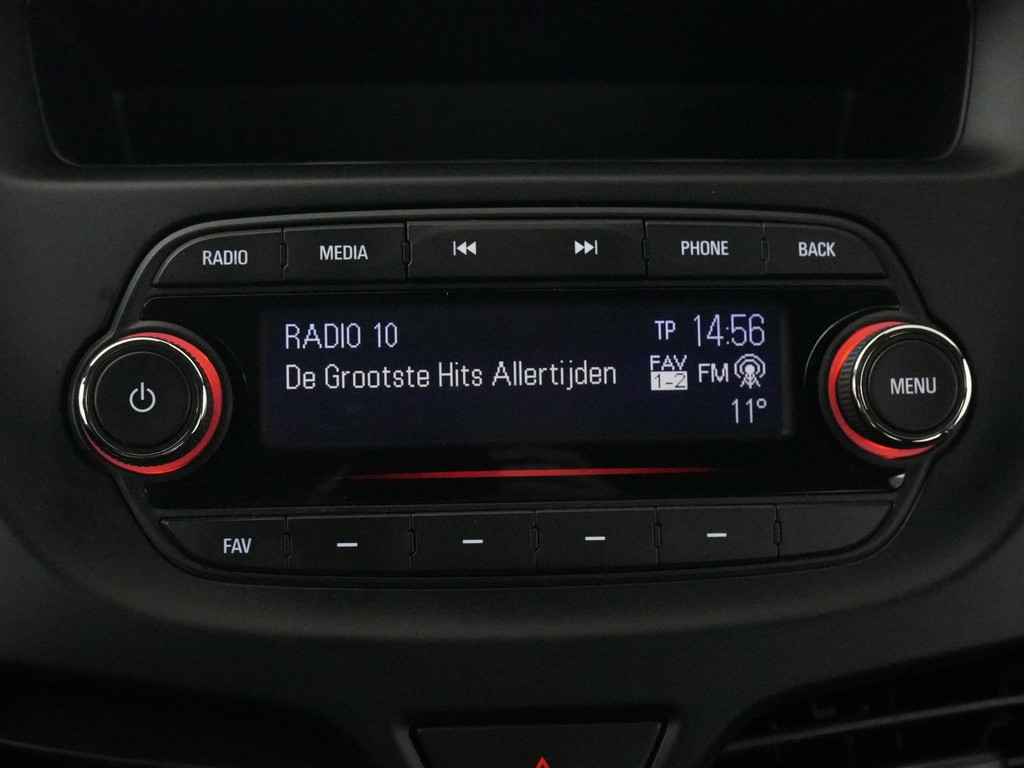 RADIO MEDIA PHONE BACK
RADIO 10 TP 14:56
De Grootste Hits Allertijden FAV 1-2 FM
11°
MENU
FAV